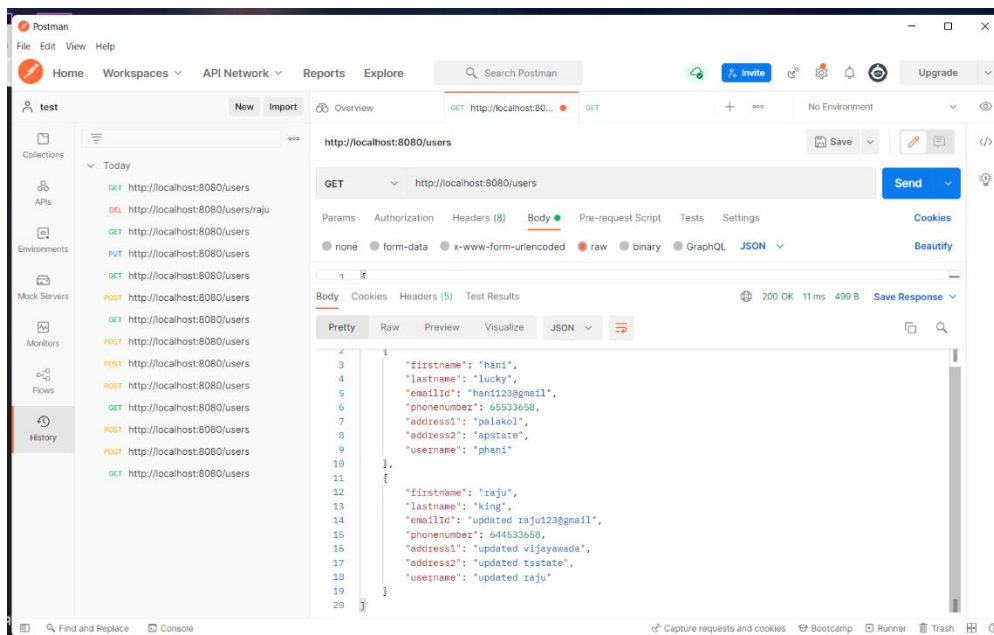 Postman
File Edit View Help
Home Workspaces API Network Reports Explore Search Postman Invite Upgrade
test New Import Overview GET http://localhost:80... GET No Environment
Collections
APIs
Environments
Mock Servers
Monitors
Flows
History
Today
GET http://localhost:8080/users
DEL http://localhost:8080/users/raju
GET http://localhost:8080/users
PUT http://localhost:8080/users
GET http://localhost:8080/users
POST http://localhost:8080/users
GET http://localhost:8080/users
POST http://localhost:8080/users
POST http://localhost:8080/users
POST http://localhost:8080/users
GET http://localhost:8080/users
POST http://localhost:8080/users
POST http://localhost:8080/users
GET http://localhost:8080/users
http://localhost:8080/users Save
GET http://localhost:8080/users Send
Params Authorization Headers (8) Body Pre-request Script Tests Settings Cookies
none form-data x-www-form-urlencoded raw binary GraphQL JSON Beautify
1 [
Body Cookies Headers (5) Test Results 200 OK 11 ms 499 B Save Response
Pretty Raw Preview Visualize JSON
2 {
3 "firstname": "hani",
4 "lastname": "lucky",
5 "emailId": "hani123@gmail",
6 "phonenumber": 65533658,
7 "address1": "palakol",
8 "address2": "apstate",
9 "username": "phani"
10 },
11 {
12 "firstname": "raju",
13 "lastname": "king",
14 "emailId": "updated raju123@gmail",
15 "phonenumber": 644533658,
16 "address1": "updated vijayawada",
17 "address2": "updated tsstate",
18 "username": "updated raju"
19 }
20 ]
Find and Replace Console Capture requests and cookies Bootcamp Runner Trash